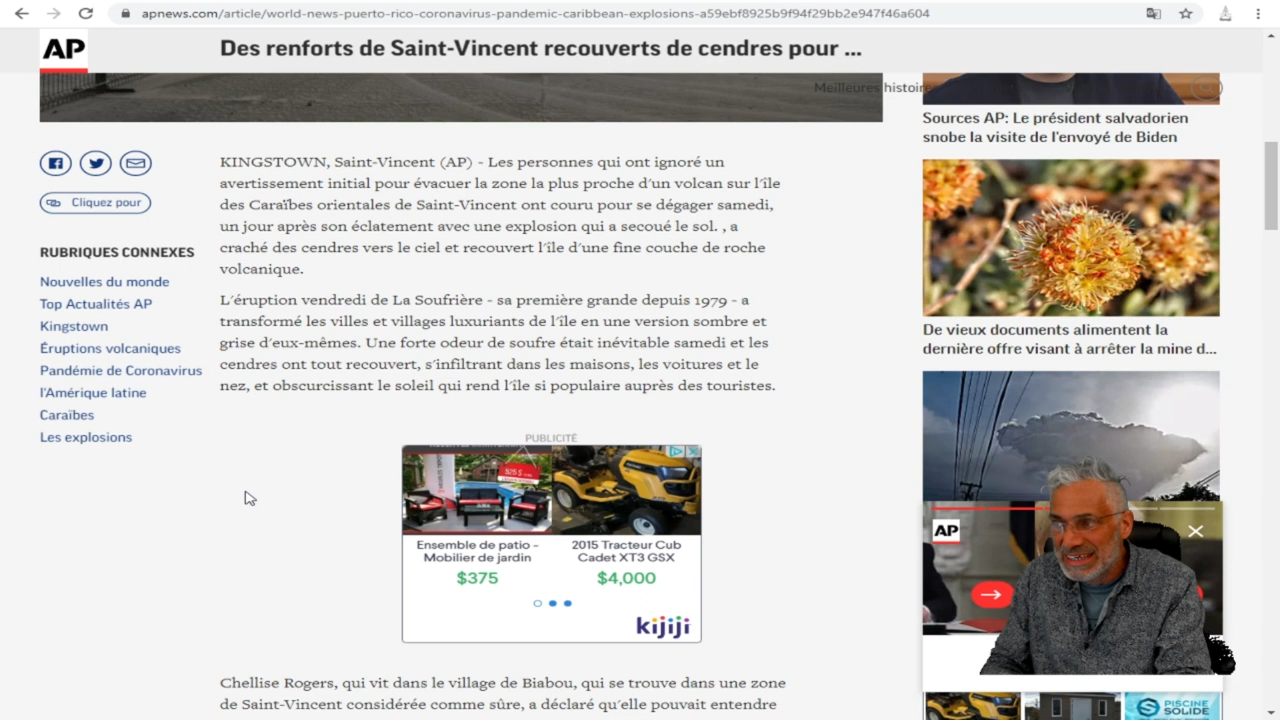 apnews.com/article/world-news-puerto-rico-coronavirus-pandemic-caribbean-explosions-a59ebf8925b9f94f29bb2e947f46a604
AP
Des renforts de Saint-Vincent recouverts de cendres pour ...
Meilleures histoires
Cliquez pour
RUBRIQUES CONNEXES
Nouvelles du monde
Top Actualités AP
Kingstown
Éruptions volcaniques
Pandémie de Coronavirus
l'Amérique latine
Caraïbes
Les explosions
KINGSTOWN, Saint-Vincent (AP) - Les personnes qui ont ignoré un
avertissement initial pour évacuer la zone la plus proche d'un volcan sur l'île
des Caraïbes orientales de Saint-Vincent ont couru pour se dégager samedi,
un jour après son éclatement avec une explosion qui a secoué le sol. , a
craché des cendres vers le ciel et recouvert l'île d'une fine couche de roche
volcanique.
L'éruption vendredi de La Soufrière - sa première grande depuis 1979 - a
transformé les villes et villages luxuriants de l'île en une version sombre et
grise d'eux-mêmes. Une forte odeur de soufre était inévitable samedi et les
cendres ont tout recouvert, s'infiltrant dans les maisons, les voitures et le
nez, et obscurcissant le soleil qui rend l'île si populaire auprès des touristes.
PUBLICITÉ
Ensemble de patio -
Mobilier de jardin
$375
2015 Tracteur Cub
Cadet XT3 GSX
$4,000
kijiji
Chellise Rogers, qui vit dans le village de Biabou, qui se trouve dans une zone
de Saint-Vincent considérée comme sûre, a déclaré qu'elle pouvait entendre
Sources AP: Le président salvadorien
snobe la visite de l'envoyé de Biden
De vieux documents alimentent la
dernière offre visant à arrêter la mine d...
AP
PISCINE
SOLIDE